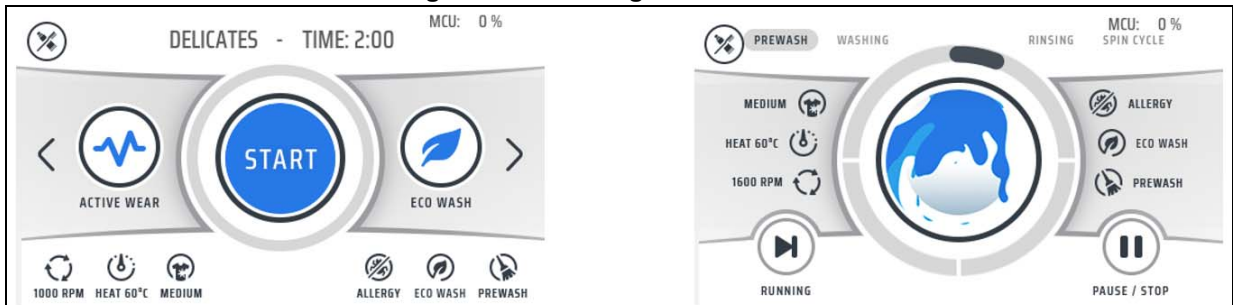 MCU: 0 %
DELICATES - TIME: 2:00
START
ACTIVE WEAR
ECO WASH
1000 RPM
HEAT 60°C
MEDIUM
ALLERGY
ECO WASH
PREWASH
MCU: 0 %
PREWASH
WASHING
RINSING
SPIN CYCLE
MEDIUM
HEAT 60°C
1600 RPM
ALLERGY
ECO WASH
PREWASH
RUNNING
PAUSE / STOP